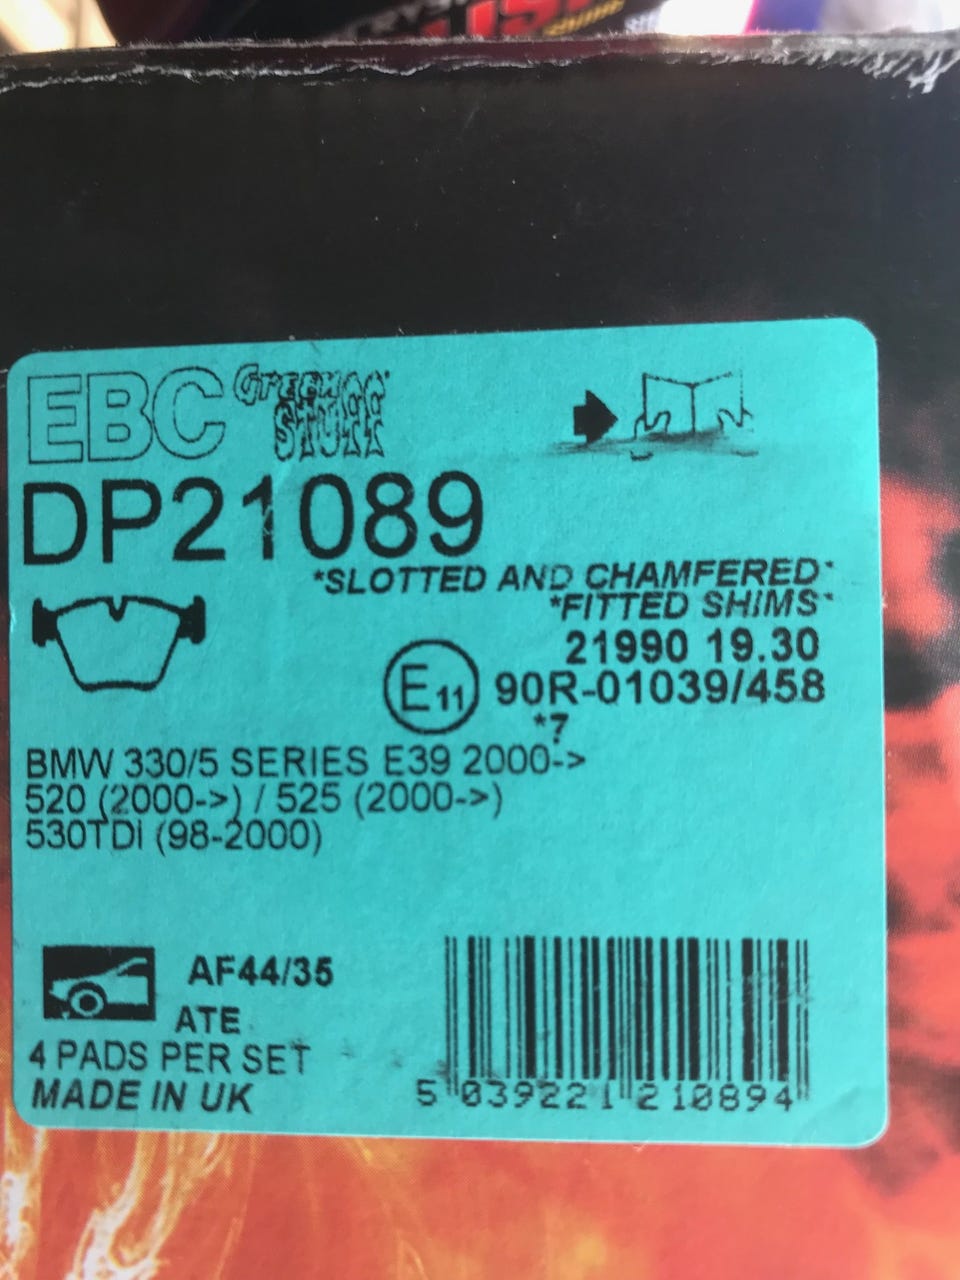 EBC GREEN STUFF
DP21089
*SLOTTED AND CHAMFERED*
*FITTED SHIMS*
21990 19.30
E11 90R-01039/458
*7
BMW 330/5 SERIES E39 2000->
520 (2000->) / 525 (2000->)
530TDi (98-2000)
AF44/35
ATE
4 PADS PER SET
MADE IN UK
5 039221 210894